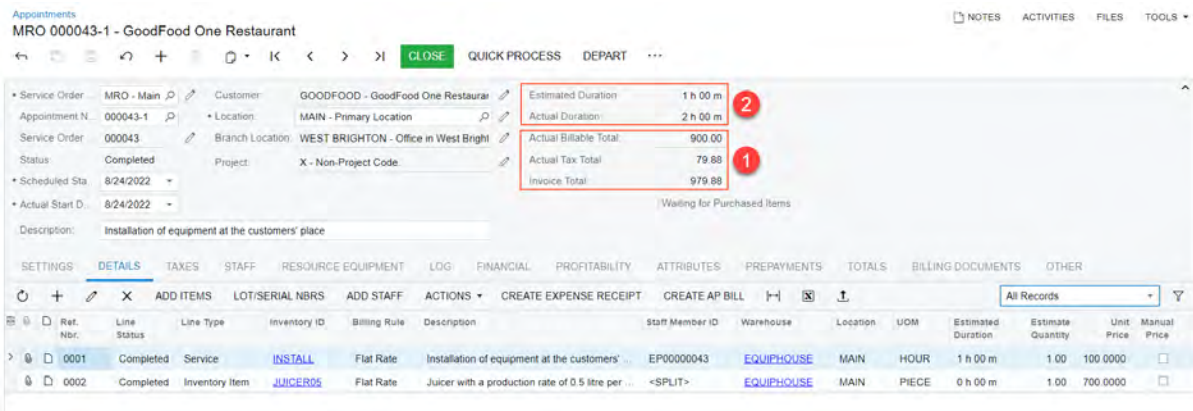 Appointments
NOTES ACTIVITIES FILES TOOLS
MRO 000043-1 - GoodFood One Restaurant
CLOSE QUICK PROCESS DEPART ...
Service Order ... MRO - Main Customer: GOODFOOD - GoodFood One Restaurar Estimated Duration: 1 h 00 m
2
Appointment N... 000043-1 Location: MAIN - Primary Location Actual Duration: 2 h 00 m
Service Order ... 000043 Branch Location: WEST BRIGHTON - Office in West Bright Actual Billable Total: 900.00
Status: Completed Project: X - Non-Project Code. Actual Tax Total: 79.88
1
Scheduled Sta... 8/24/2022 Invoice Total: 979.88
Actual Start D... 8/24/2022 Waiting for Purchased Items
Description: Installation of equipment at the customers' place
SETTINGS DETAILS TAXES STAFF RESOURCE EQUIPMENT LOG FINANCIAL PROFITABILITY ATTRIBUTES PREPAYMENTS TOTALS BILLING DOCUMENTS OTHER
ADD ITEMS LOT/SERIAL NBRS ADD STAFF ACTIONS CREATE EXPENSE RECEIPT CREATE AP BILL All Records
Ref. Nbr. Line Status Line Type Inventory ID Billing Rule Description Staff Member ID Warehouse Location UOM Estimated Duration Estimate Quantity Unit Price Manual Price
0001 Completed Service INSTALL Flat Rate Installation of equipment at the customers' ... EP00000043 EQUIPHOUSE MAIN HOUR 1 h 00 m 1.00 100.0000
0002 Completed Inventory Item JUICER05 Flat Rate Juicer with a production rate of 0.5 litre per ... <SPLIT> EQUIPHOUSE MAIN PIECE 0 h 00 m 1.00 700.0000